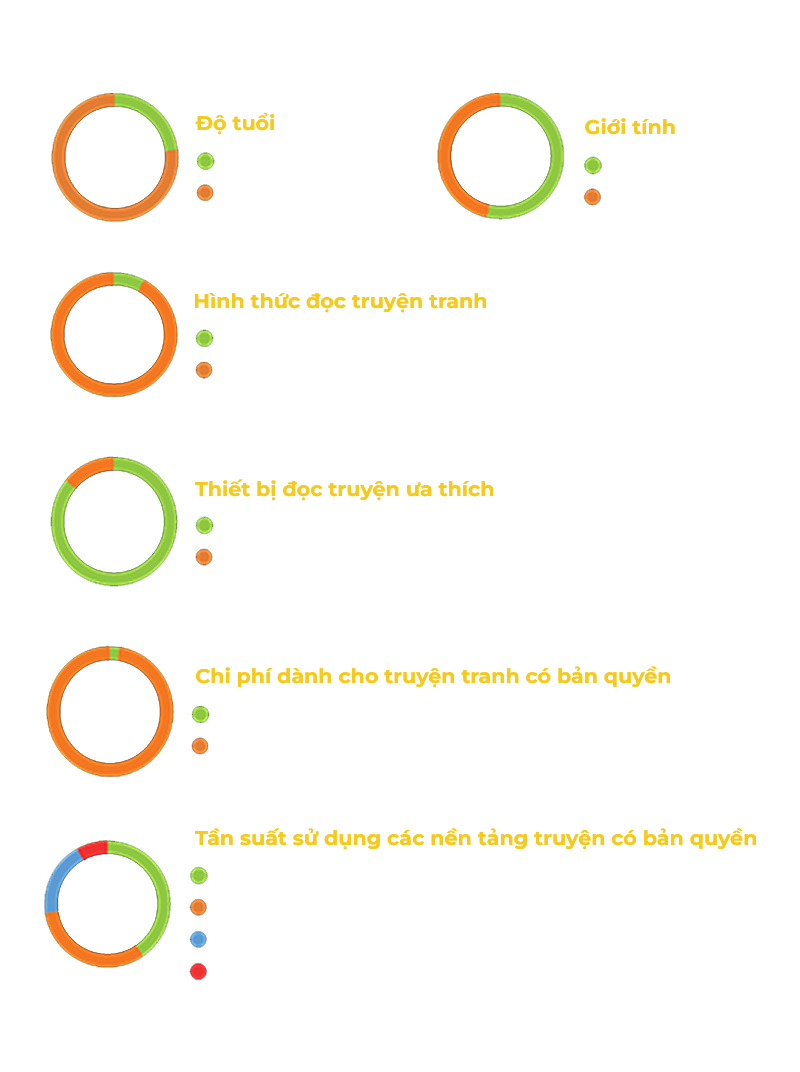 Độ tuổi
Giới tính
Hình thức đọc truyện tranh
Thiết bị đọc truyện ưa thích
Chi phí dành cho truyện tranh có bản quyền
Tần suất sử dụng các nền tảng truyện có bản quyền